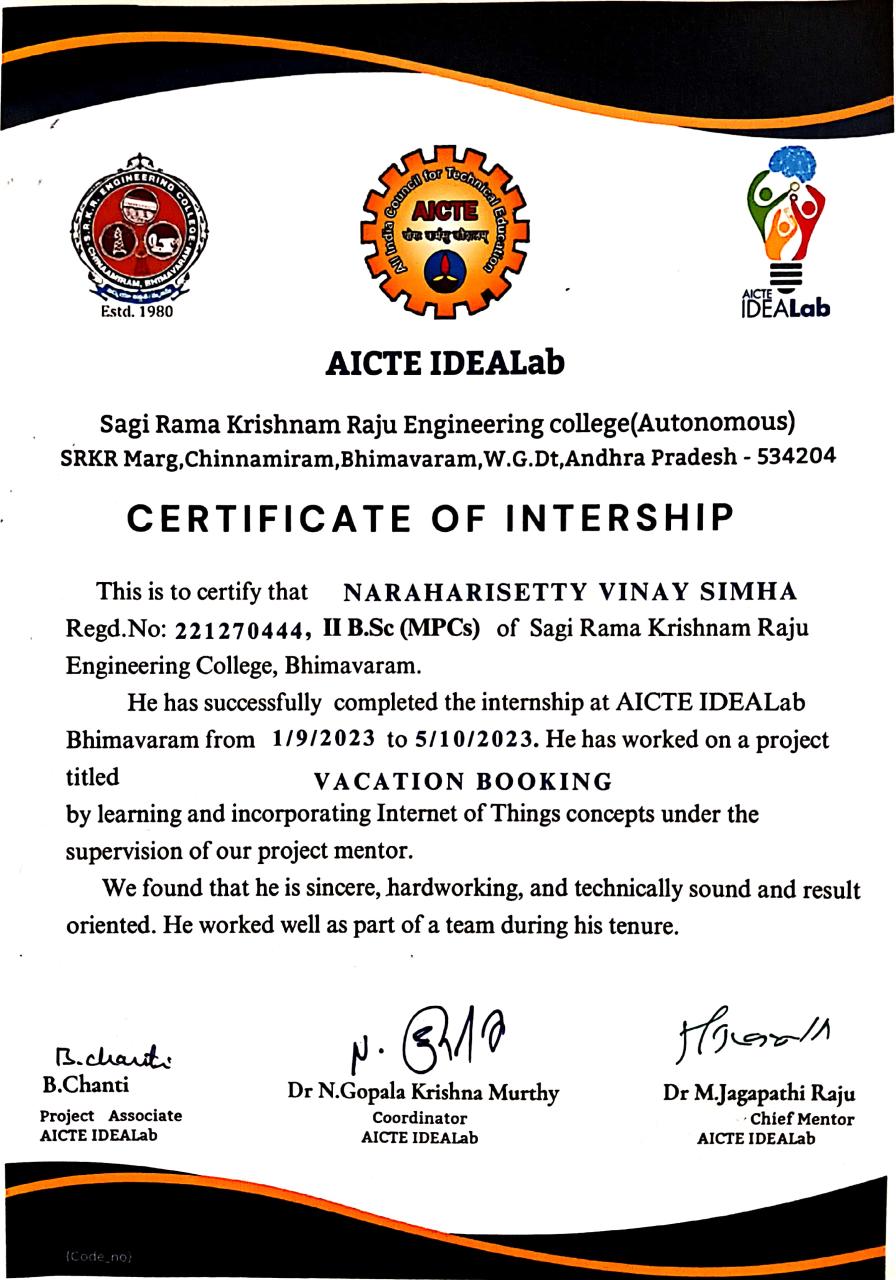 S.R.K.R. ENGINEERING COLLEGE
CHINAAMIRAM, BHIMAVARAM
Estd. 1980
All India Council for Technical Education
AICTE
AICTE
IDEALab
AICTE IDEALab
Sagi Rama Krishnam Raju Engineering college(Autonomous)
SRKR Marg,Chinnamiram,Bhimavaram,W.G.Dt,Andhra Pradesh - 534204
CERTIFICATE OF INTERSHIP
This is to certify that NARAHARISETTY VINAY SIMHA
Regd.No: 221270444, II B.Sc (MPCs) of Sagi Rama Krishnam Raju
Engineering College, Bhimavaram.
He has successfully completed the internship at AICTE IDEALab
Bhimavaram from 1/9/2023 to 5/10/2023. He has worked on a project
titled VACATION BOOKING
by learning and incorporating Internet of Things concepts under the
supervision of our project mentor.
We found that he is sincere, hardworking, and technically sound and result
oriented. He worked well as part of a team during his tenure.
B.chanti
B.Chanti
Project Associate
AICTE IDEALab
Dr N.Gopala Krishna Murthy
Coordinator
AICTE IDEALab
Dr M.Jagapathi Raju
Chief Mentor
AICTE IDEALab
{Code_no}